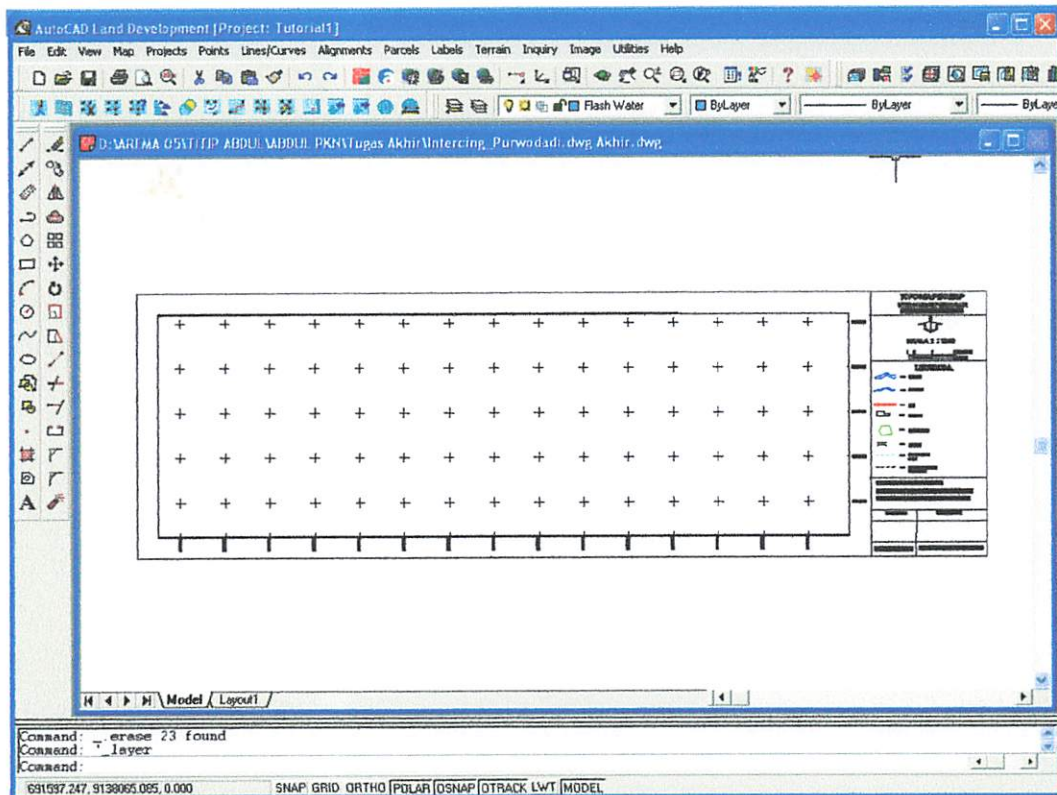 AutoCAD Land Development [Project: Tutorial1]
File Edit View Map Projects Points Lines/Curves Alignments Parcels Labels Terrain Inquiry Image Utilities Help
Flash Water ByLayer ByLayer ByLaye
D:\AREMA 05\TITIP ABDUL\ABDUL PKN\Tugas Akhir\Intercing_Purwodadi.dwg Akhir.dwg
Model Layout1
Command: _.erase 23 found
Command: '_layer
Command:
691597.247, 9138065.085, 0.000 SNAP GRID ORTHO POLAR OSNAP OTRACK LWT MODEL